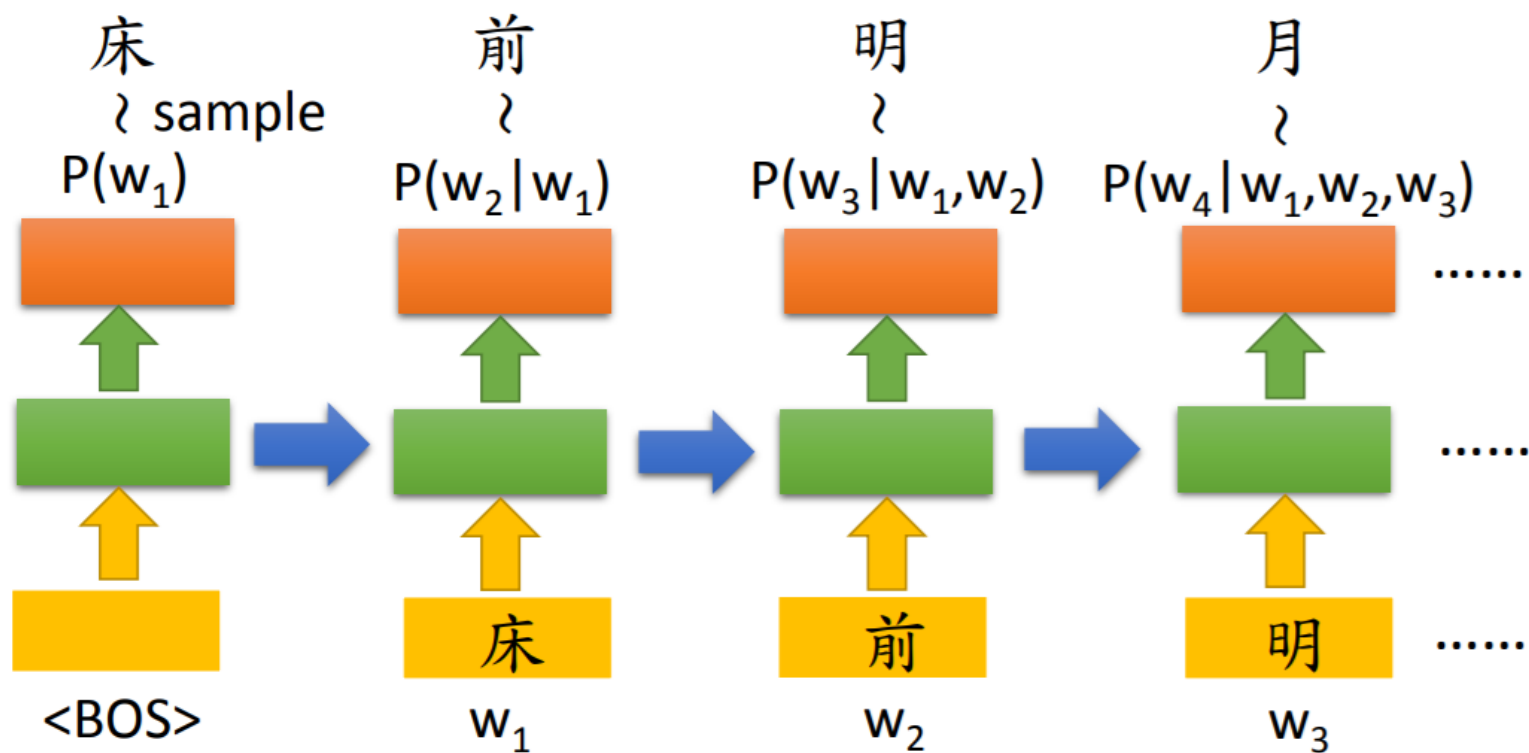 床 前 明 月
~ sample ~ ~ ~
P(w₁) P(w₂|w₁) P(w₃|w₁,w₂) P(w₄|w₁,w₂,w₃)
……
……
床 前 明 ……
<BOS> w₁ w₂ w₃